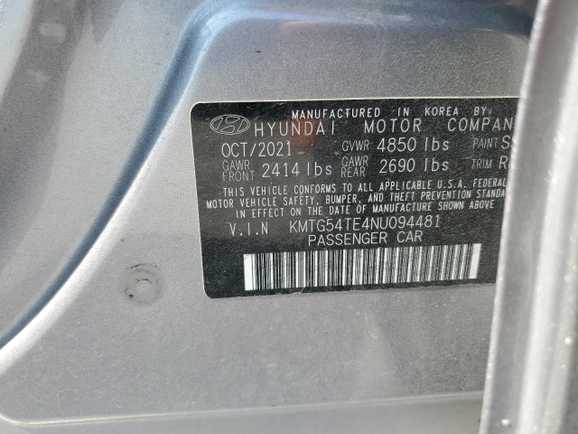 MANUFACTURED IN KOREA BY
HYUNDAI MOTOR COMPAN
OCT/2021 GVWR 4850 lbs PAINT
GAWR FRONT 2414 lbs GAWR REAR 2690 lbs TRIM
THIS VEHICLE CONFORMS TO ALL APPLICABLE U.S.A. FEDERAL
MOTOR VEHICLE SAFETY, BUMPER, AND THEFT PREVENTION STANDA
IN EFFECT ON THE DATE OF MANUFACTURE SHOWN ABOVE.
V.I.N KMTG54TE4NU094481
PASSENGER CAR